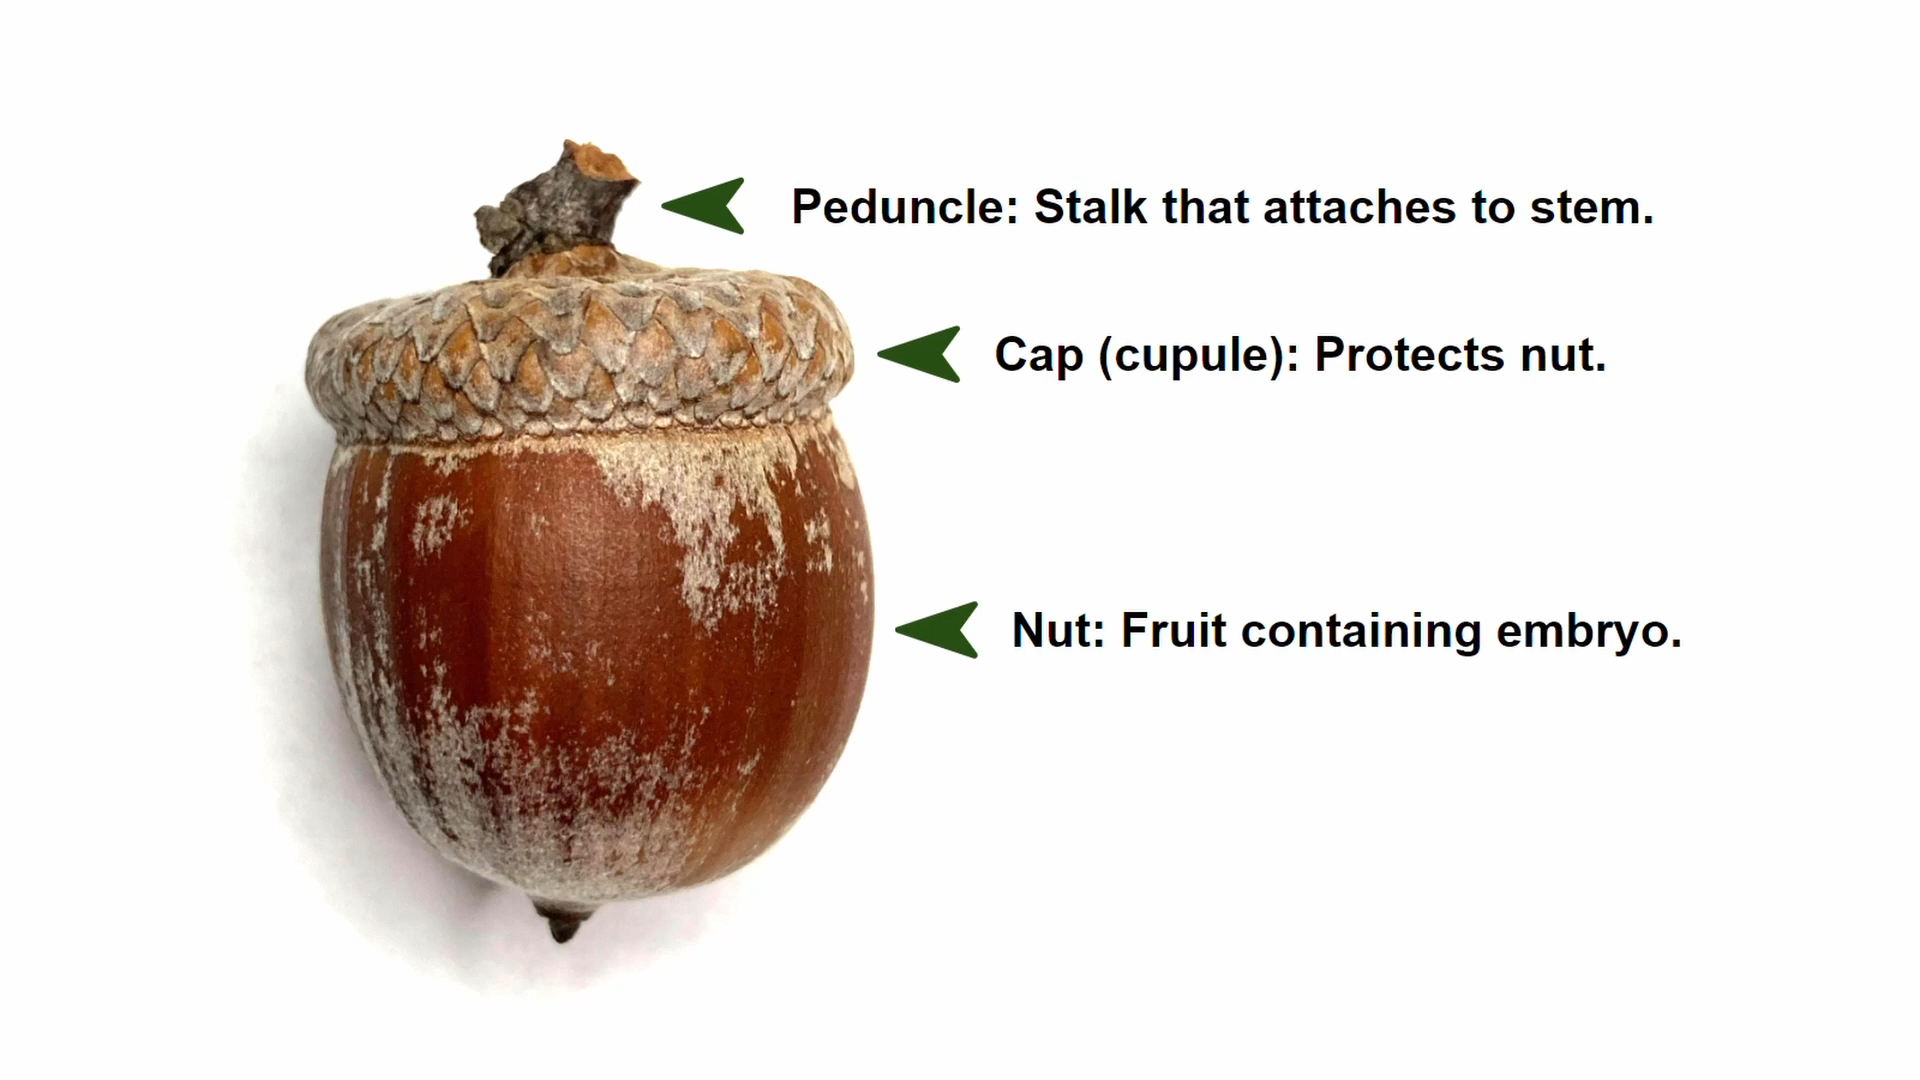 Peduncle: Stalk that attaches to stem.
Cap (cupule): Protects nut.
Nut: Fruit containing embryo.